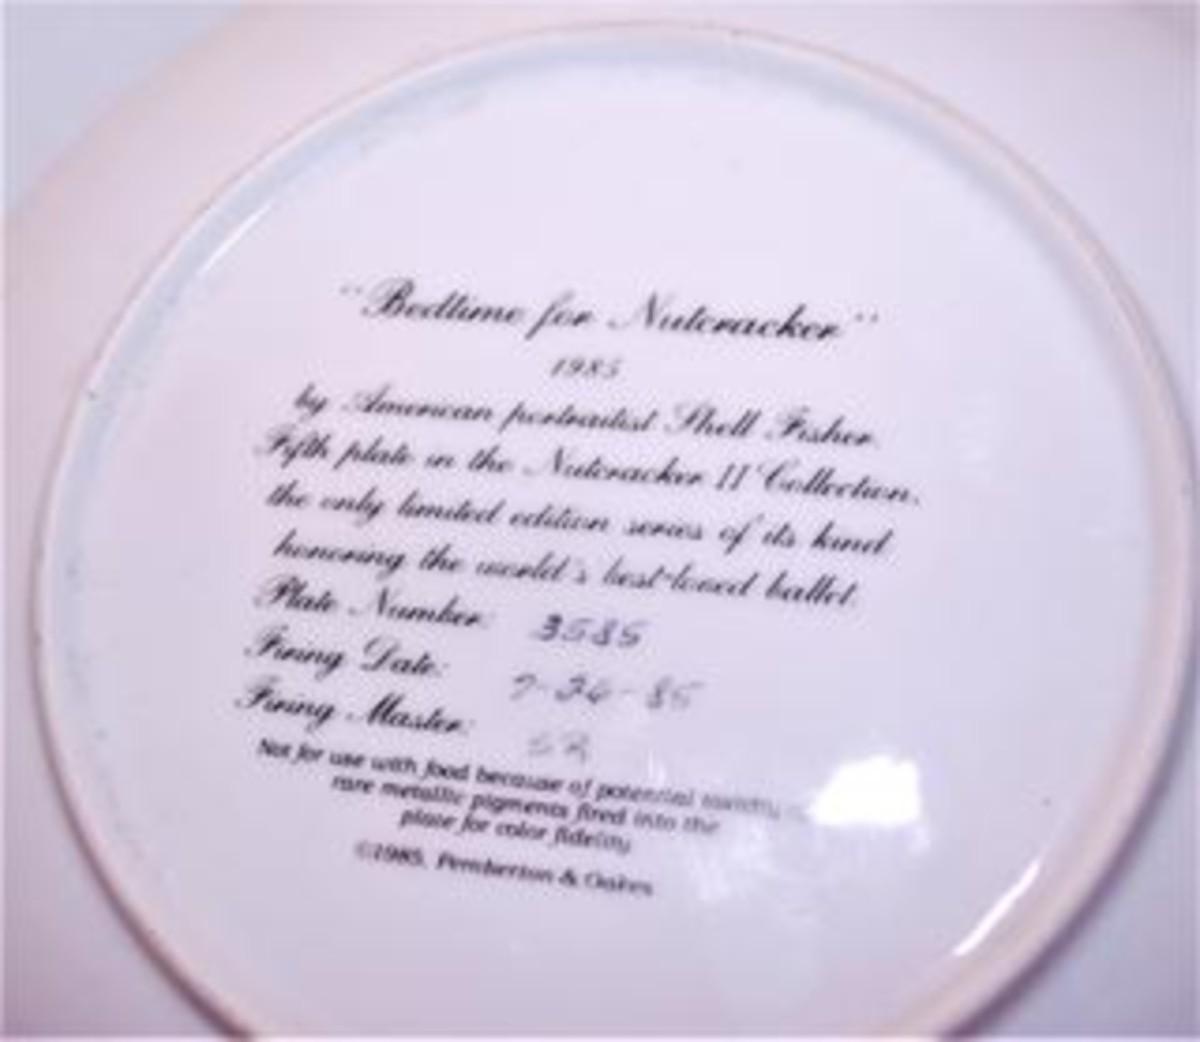 "Bedtime for Nutcracker"
1985
by American portraitist Shell Fisher.
Fifth plate in the Nutcracker II Collection,
the only limited edition series of its kind
honoring the world's best-loved ballet.
Plate Number: 3585
Firing Date: 7-24-85
Firing Master: SR
Not for use with food because of potential toxicity
rare metallic pigments fired into the
plate for color fidelity
©1985, Pemberton & Oakes